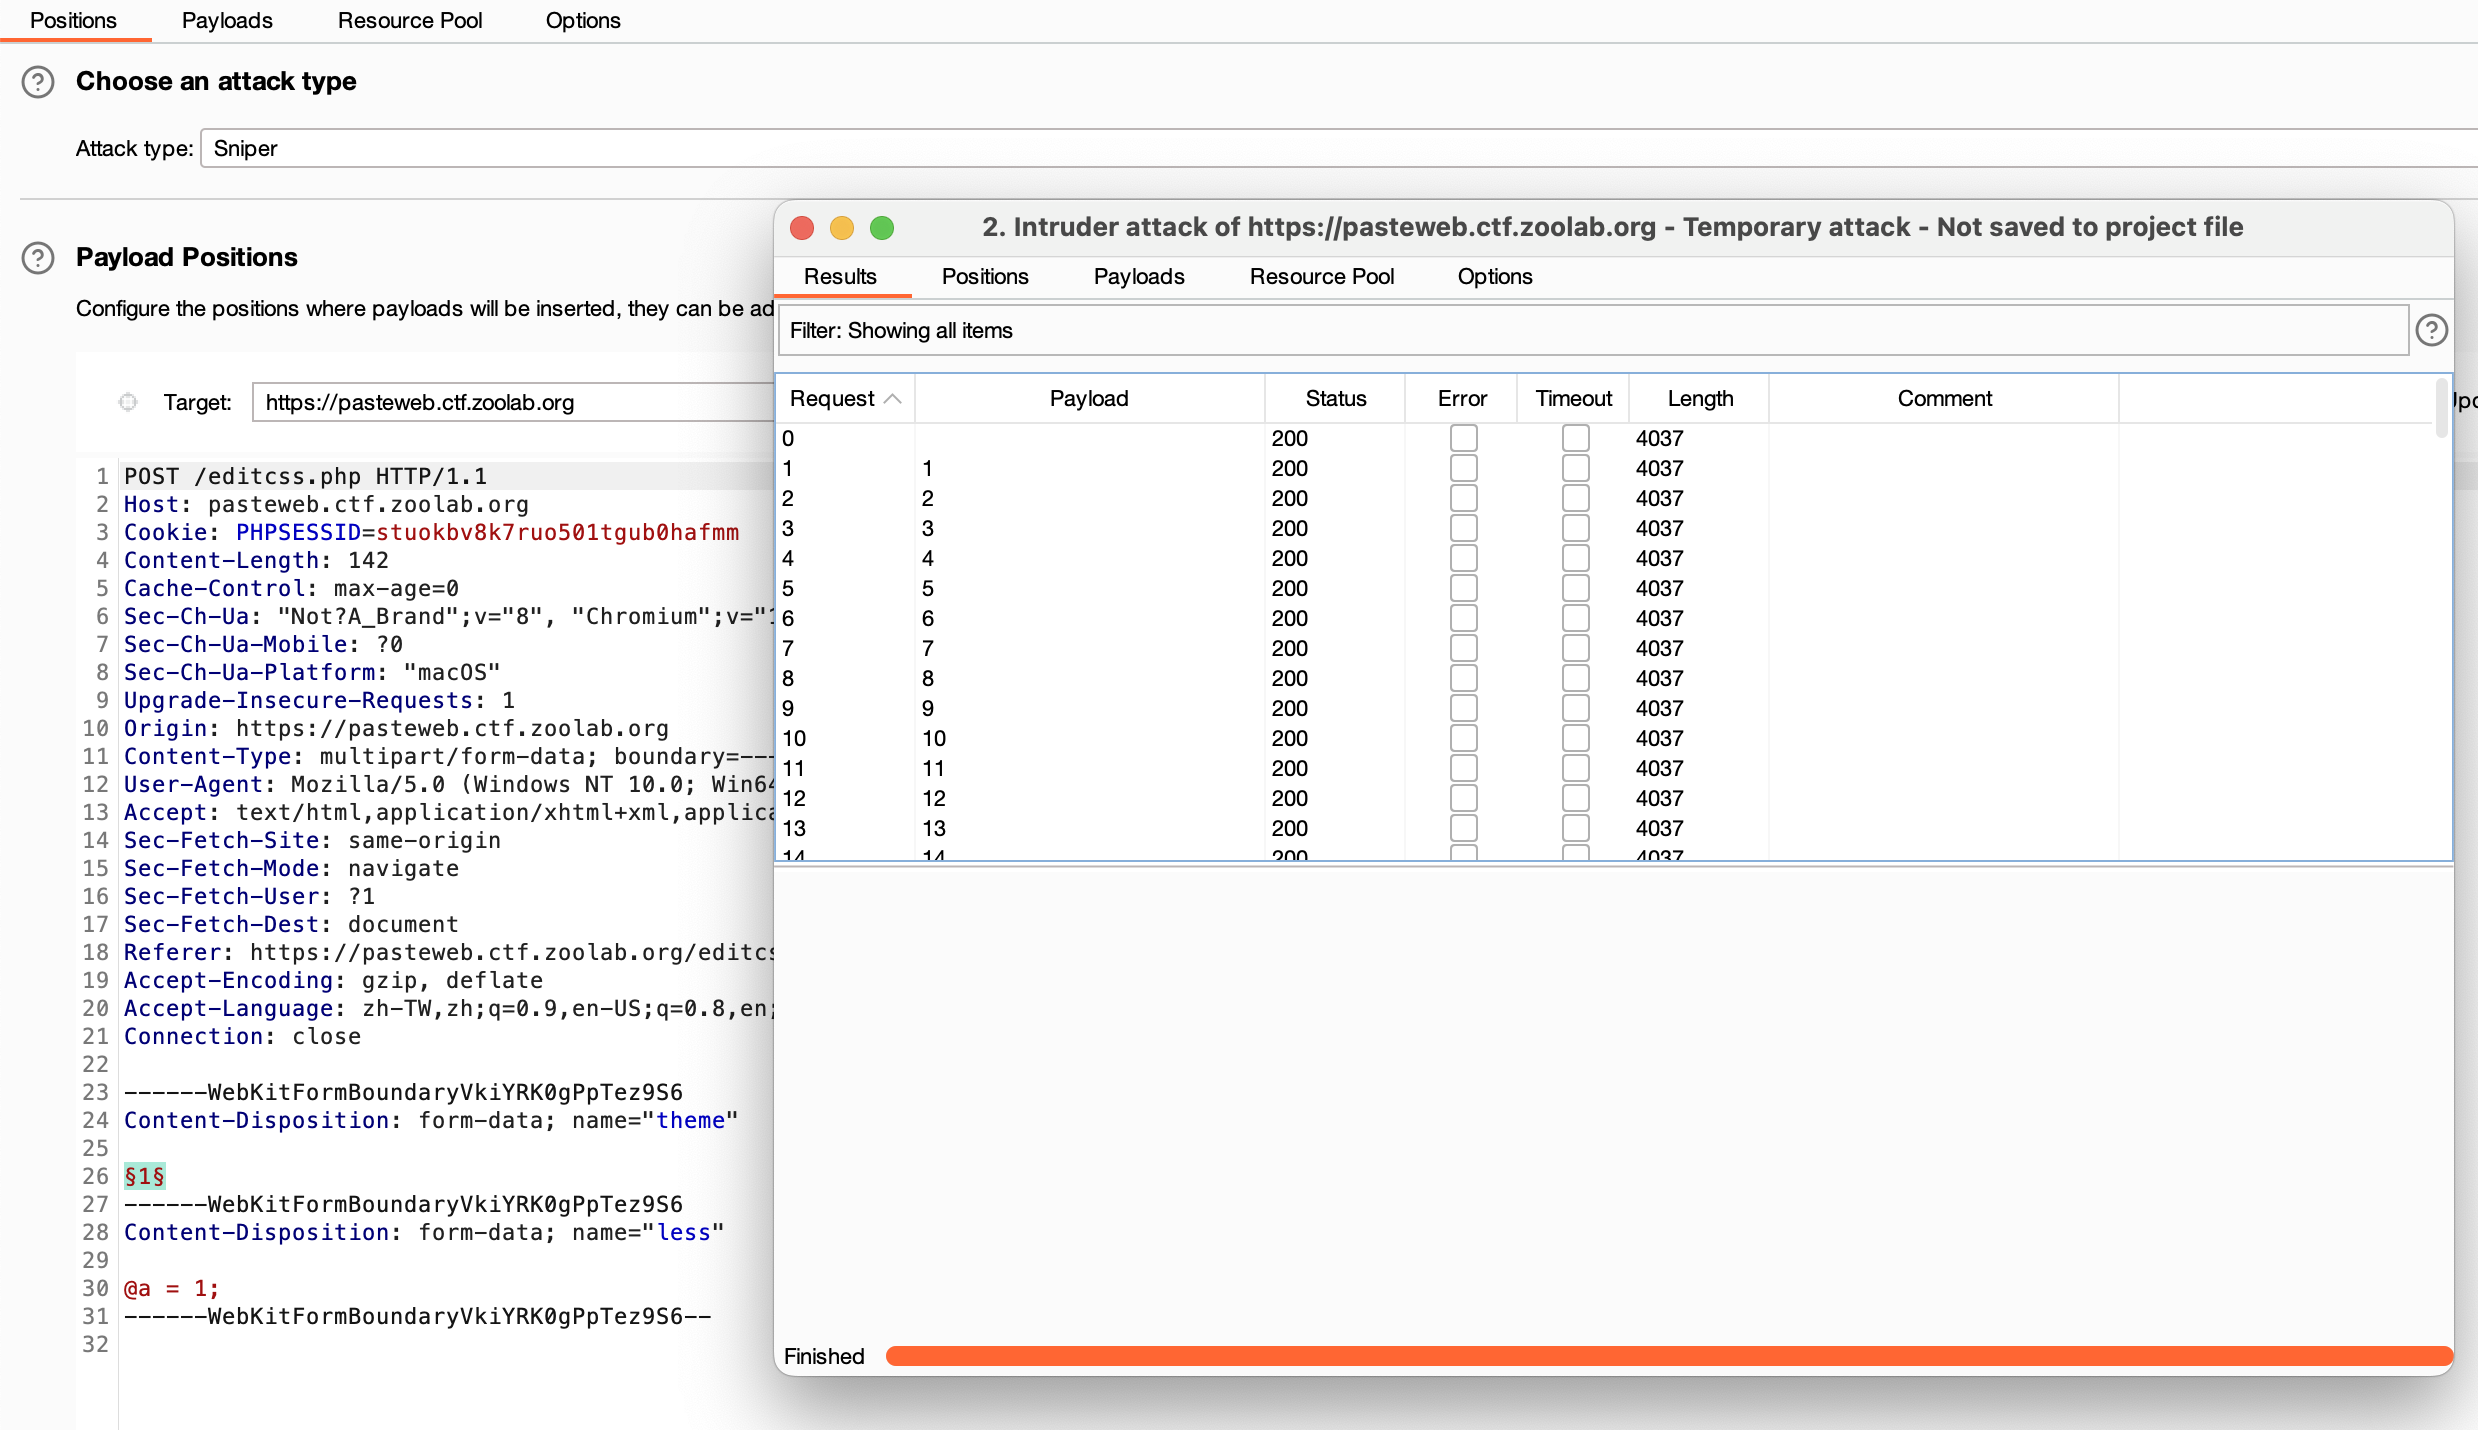 Positions Payloads Resource Pool Options
Choose an attack type
Attack type: Sniper
Payload Positions
Configure the positions where payloads will be inserted, they can be ad
Target: https://pasteweb.ctf.zoolab.org
1 POST /editcss.php HTTP/1.1
2 Host: pasteweb.ctf.zoolab.org
3 Cookie: PHPSESSID=stuokbv8k7ruo501tgub0hafmm
4 Content-Length: 142
5 Cache-Control: max-age=0
6 Sec-Ch-Ua: "Not?A_Brand";v="8", "Chromium";v="1
7 Sec-Ch-Ua-Mobile: ?0
8 Sec-Ch-Ua-Platform: "macOS"
9 Upgrade-Insecure-Requests: 1
10 Origin: https://pasteweb.ctf.zoolab.org
11 Content-Type: multipart/form-data; boundary=---
12 User-Agent: Mozilla/5.0 (Windows NT 10.0; Win64
13 Accept: text/html,application/xhtml+xml,applica
14 Sec-Fetch-Site: same-origin
15 Sec-Fetch-Mode: navigate
16 Sec-Fetch-User: ?1
17 Sec-Fetch-Dest: document
18 Referer: https://pasteweb.ctf.zoolab.org/editcs
19 Accept-Encoding: gzip, deflate
20 Accept-Language: zh-TW,zh;q=0.9,en-US;q=0.8,en;
21 Connection: close
22
23 ------WebKitFormBoundaryVkiYRK0gPpTez9S6
24 Content-Disposition: form-data; name="theme"
25
26 §1§
27 ------WebKitFormBoundaryVkiYRK0gPpTez9S6
28 Content-Disposition: form-data; name="less"
29
30 @a = 1;
31 ------WebKitFormBoundaryVkiYRK0gPpTez9S6--
32
2. Intruder attack of https://pasteweb.ctf.zoolab.org - Temporary attack - Not saved to project file
Results Positions Payloads Resource Pool Options
Filter: Showing all items
Request Payload Status Error Timeout Length Comment
0 200 4037
1 1 200 4037
2 2 200 4037
3 3 200 4037
4 4 200 4037
5 5 200 4037
6 6 200 4037
7 7 200 4037
8 8 200 4037
9 9 200 4037
10 10 200 4037
11 11 200 4037
12 12 200 4037
13 13 200 4037
14 14 200 4037
Finished